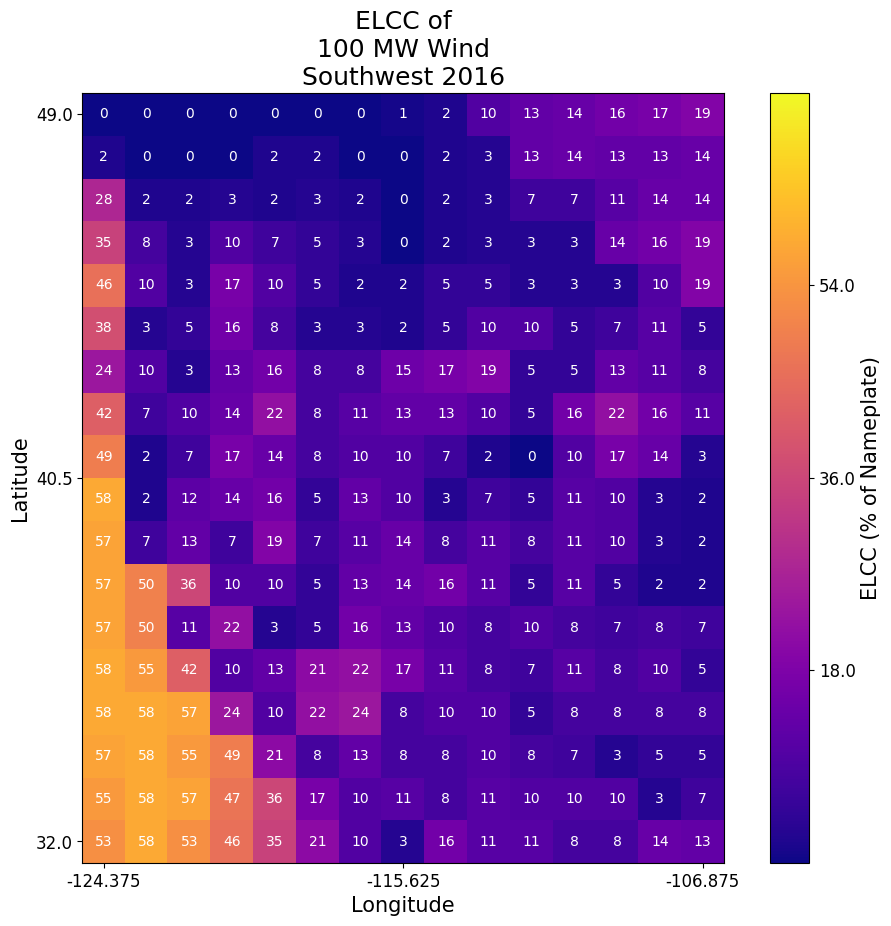 ELCC of
100 MW Wind
Southwest 2016
49.0 0 0 0 0 0 0 0 1 2 10 13 14 16 17 19
2 0 0 0 2 2 0 0 2 3 13 14 13 13 14
28 2 2 3 2 3 2 0 2 3 7 7 11 14 14
35 8 3 10 7 5 3 0 2 3 3 3 14 16 19
46 10 3 17 10 5 2 2 5 5 3 3 3 10 19 54.0
38 3 5 16 8 3 3 2 5 10 10 5 7 11 5
24 10 3 13 16 8 8 15 17 19 5 5 13 11 8
42 7 10 14 22 8 11 13 13 10 5 16 22 16 11
49 2 7 17 14 8 10 10 7 2 0 10 17 14 3
40.5 36.0
58 2 12 14 16 5 13 10 3 7 5 11 10 3 2
57 7 13 7 19 7 11 14 8 11 8 11 10 3 2
57 50 36 10 10 5 13 14 16 11 5 11 5 2 2
57 50 11 22 3 5 16 13 10 8 10 8 7 8 7
58 55 42 10 13 21 22 17 11 8 7 11 8 10 5 18.0
58 58 57 24 10 22 24 8 10 10 5 8 8 8 8
57 58 55 49 21 8 13 8 8 10 8 7 3 5 5
55 58 57 47 36 17 10 11 8 11 10 10 10 3 7
32.0 53 58 53 46 35 21 10 3 16 11 11 8 8 14 13
-124.375 -115.625 -106.875
Longitude
Latitude
ELCC (% of Nameplate)